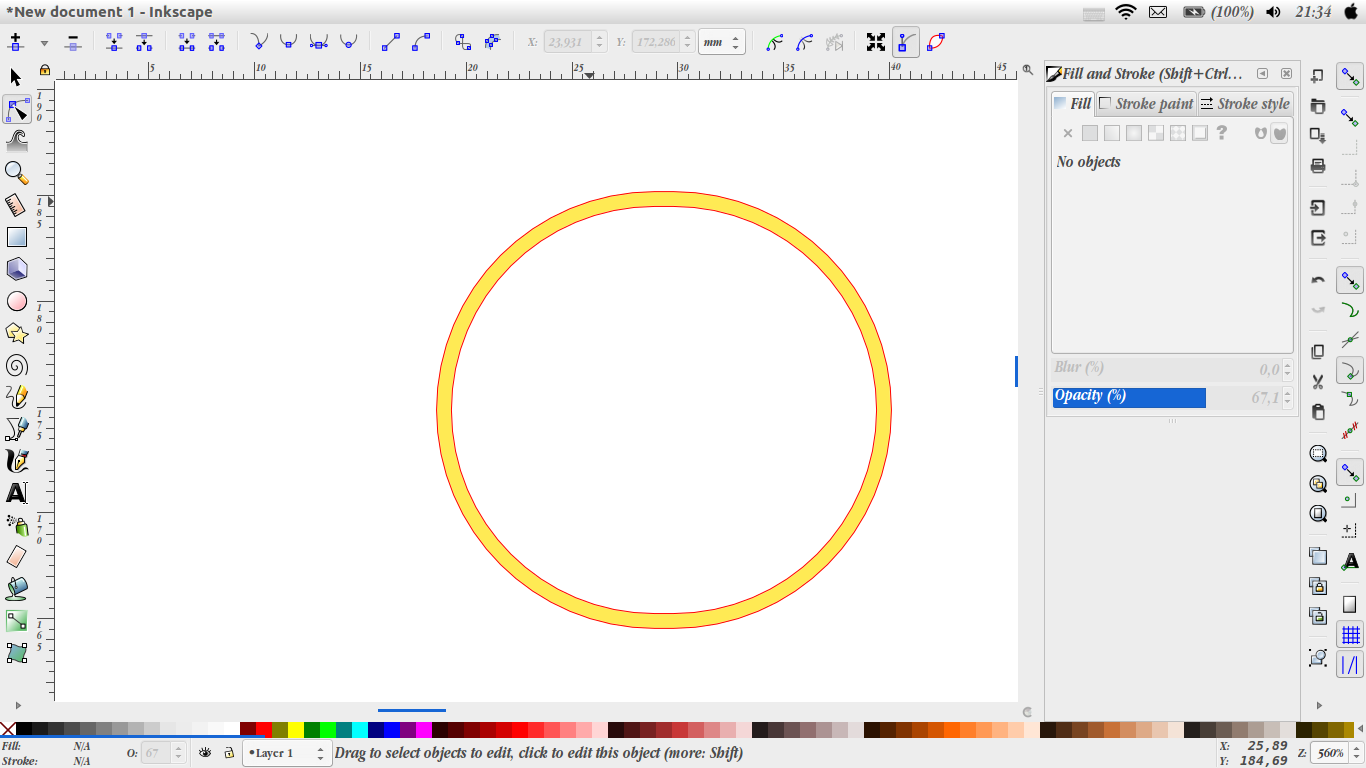 *New document 1 - Inkscape
(100%)
21:34
X: 23,931
Y: 172,286
mm
5 10 15 20 25 30 35 40 45
190
185
180
175
170
165
Fill and Stroke (Shift+Ctrl...
Fill
Stroke paint
Stroke style
?
No objects
Blur (%)
0,0
Opacity (%)
67,1
A
A
Fill: N/A
Stroke: N/A
O: 67
•Layer 1
Drag to select objects to edit, click to edit this object (more: Shift)
X: 25,89
Y: 184,69
Z: 560%